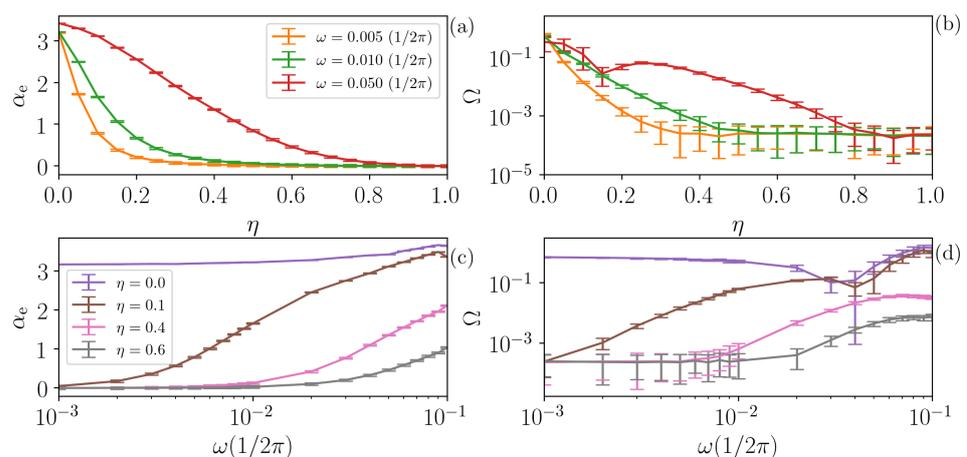 (a)
3
2
1
0
α_e
ω = 0.005 (1/2π)
ω = 0.010 (1/2π)
ω = 0.050 (1/2π)
0.0 0.2 0.4 0.6 0.8 1.0
η
(b)
10⁻¹
10⁻³
10⁻⁵
Ω
0.0 0.2 0.4 0.6 0.8 1.0
η
(c)
3
2
1
0
α_e
η = 0.0
η = 0.1
η = 0.4
η = 0.6
10⁻³ 10⁻² 10⁻¹
ω(1/2π)
(d)
10⁻¹
10⁻³
Ω
10⁻³ 10⁻² 10⁻¹
ω(1/2π)